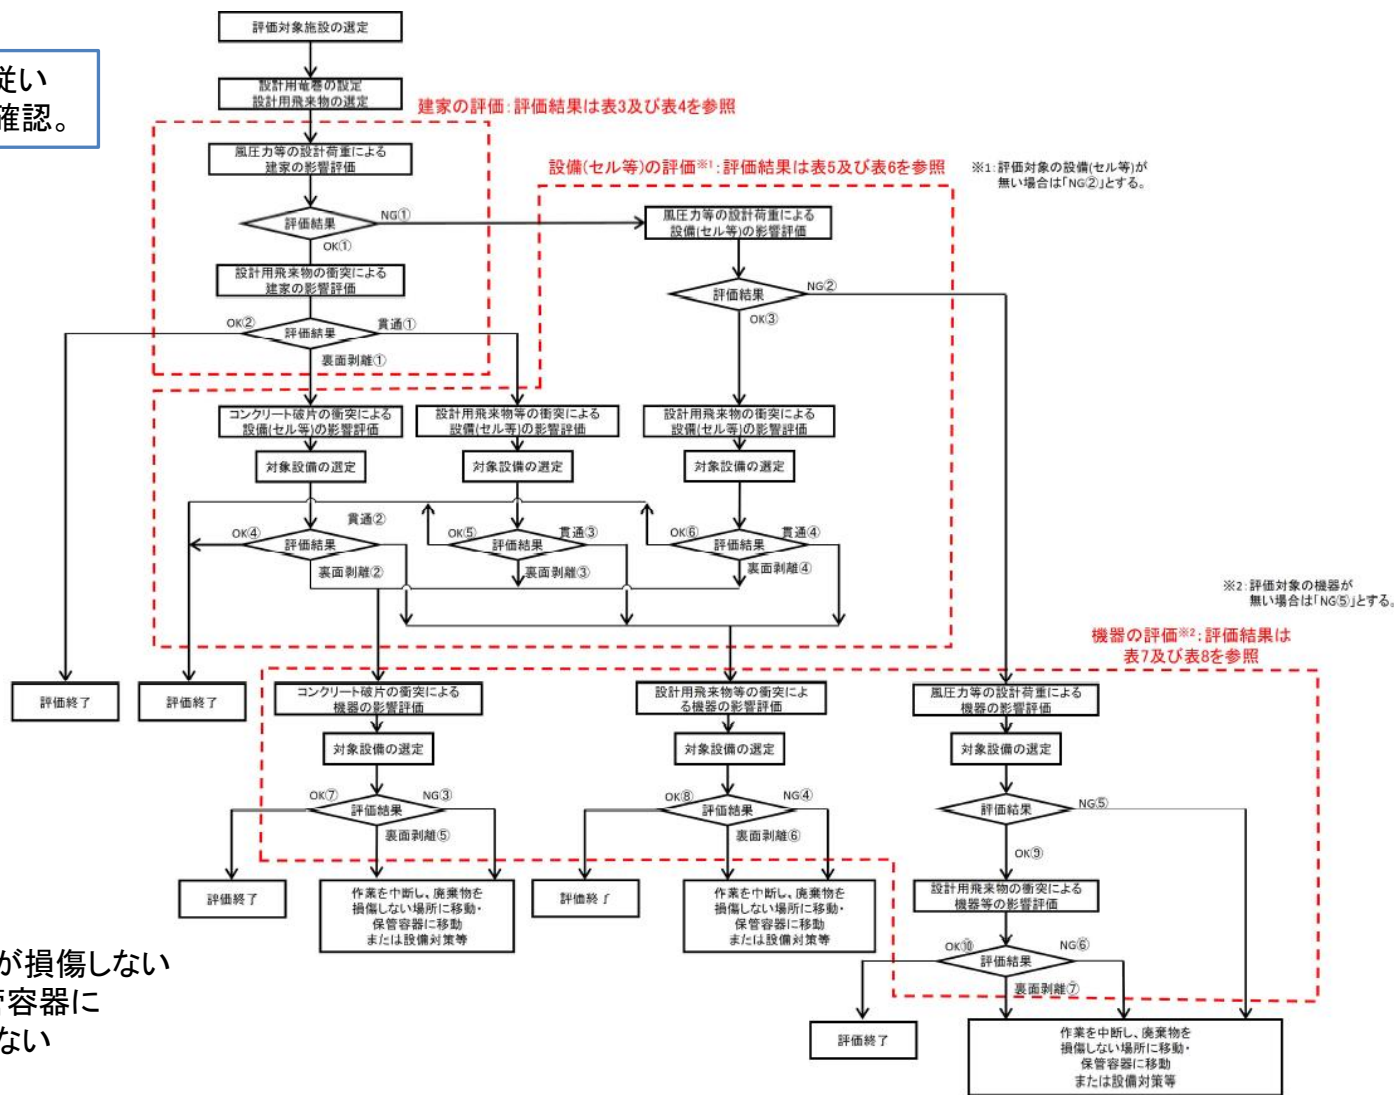 評価対象施設の選定
従い
確認。
設計用竜巻の設定
設計用飛来物の選定
建家の評価：評価結果は表3及び表4を参照
風圧力等の設計荷重による
建家の影響評価
設備(セル等)の評価※1：評価結果は表5及び表6を参照
※1：評価対象の設備(セル等)が
無い場合は「NG②」とする。
評価結果
NG①
OK①
風圧力等の設計荷重による
設備(セル等)の影響評価
設計用飛来物の衝突による
建家の影響評価
評価結果
NG②
OK③
OK②
評価結果
貫通①
裏面剥離①
コンクリート破片の衝突による
設備(セル等)の影響評価
設計用飛来物等の衝突による
設備(セル等)の影響評価
設計用飛来物の衝突による
設備(セル等)の影響評価
対象設備の選定
対象設備の選定
対象設備の選定
OK④
評価結果
貫通②
裏面剥離②
OK⑤
評価結果
貫通③
裏面剥離③
OK⑥
評価結果
貫通④
裏面剥離④
※2：評価対象の機器が
無い場合は「NG⑤」とする。
機器の評価※2：評価結果は
表7及び表8を参照
評価終了
評価終了
コンクリート破片の衝突による
機器の影響評価
設計用飛来物等の衝突によ
る機器の影響評価
風圧力等の設計荷重による
機器の影響評価
対象設備の選定
対象設備の選定
対象設備の選定
OK⑦
評価結果
NG③
裏面剥離⑤
OK⑧
評価結果
NG④
裏面剥離⑥
評価結果
NG⑤
OK⑨
評価終了
作業を中断し、廃棄物を
損傷しない場所に移動・
保管容器に移動
または設備対策等
評価終了
作業を中断し、廃棄物を
損傷しない場所に移動・
保管容器に移動
または設備対策等
設計用飛来物の衝突による
機器等の影響評価
OK⑩
評価結果
NG⑥
裏面剥離⑦
が損傷しない
管容器に
ない
評価終了
作業を中断し、廃棄物を
損傷しない場所に移動・
保管容器に移動
または設備対策等